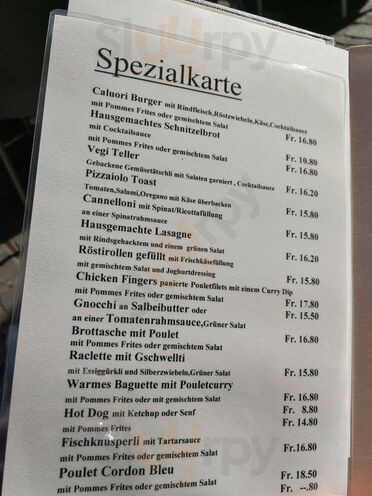 Spezialkarte
Caluori Burger mit Rindfleisch,Röstzwiebeln,Käse,Cocktailsauce
mit Pommes Frites oder gemischtem Salat Fr. 16.80
Hausgemachtes Schnitzelbrot
mit Cocktailsauce Fr. 10.80
mit Pommes Frites oder gemischtem Salat Fr. 16.80
Vegi Teller
Gebackene Gemüsetätschli mit Salaten garniert , Cocktailsauce Fr. 16.20
Pizzaiolo Toast
Tomaten,Salami,Oregano mit Käse überbacken Fr. 15.80
Cannelloni mit Spinat/Ricottafüllung
an einer Spinatrahmsauce Fr. 15.80
Hausgemachte Lasagne
mit Rindsgehacktem und einem grünen Salat Fr. 16.20
Röstirollen gefüllt mit Frischkäsefüllung
mit gemischtem Salat und Joghurtdressing Fr. 15.80
Chicken Fingers panierte Pouletfilets mit einem Curry Dip
mit Pommes Frites oder gemischtem Salat Fr. 17.80
Gnocchi an Salbeibutter oder Fr. 15.50
an einer Tomatenrahmsauce,Grüner Salat
Brottasche mit Poulet
mit Pommes Frites oder gemischtem Salat Fr. 16.80
Raclette mit Gschwellti
mit Essiggürkli und Silberzwiebeln,Grüner Salat Fr. 15.80
Warmes Baguette mit Pouletcurry
mit Pommes Frites oder mit gemischtem Salat Fr. 16.80
Hot Dog mit Ketchup oder Senf Fr. 8.80
mit Pommes Frites Fr. 14.80
Fischknusperli mit Tartarsauce
mit Pommes Frites oder gemischtem Salat Fr.16.80
Poulet Cordon Bleu
mit Pommes Frites oder gemischtem Salat Fr. 18.50
Fr. --.80
Sluurpy